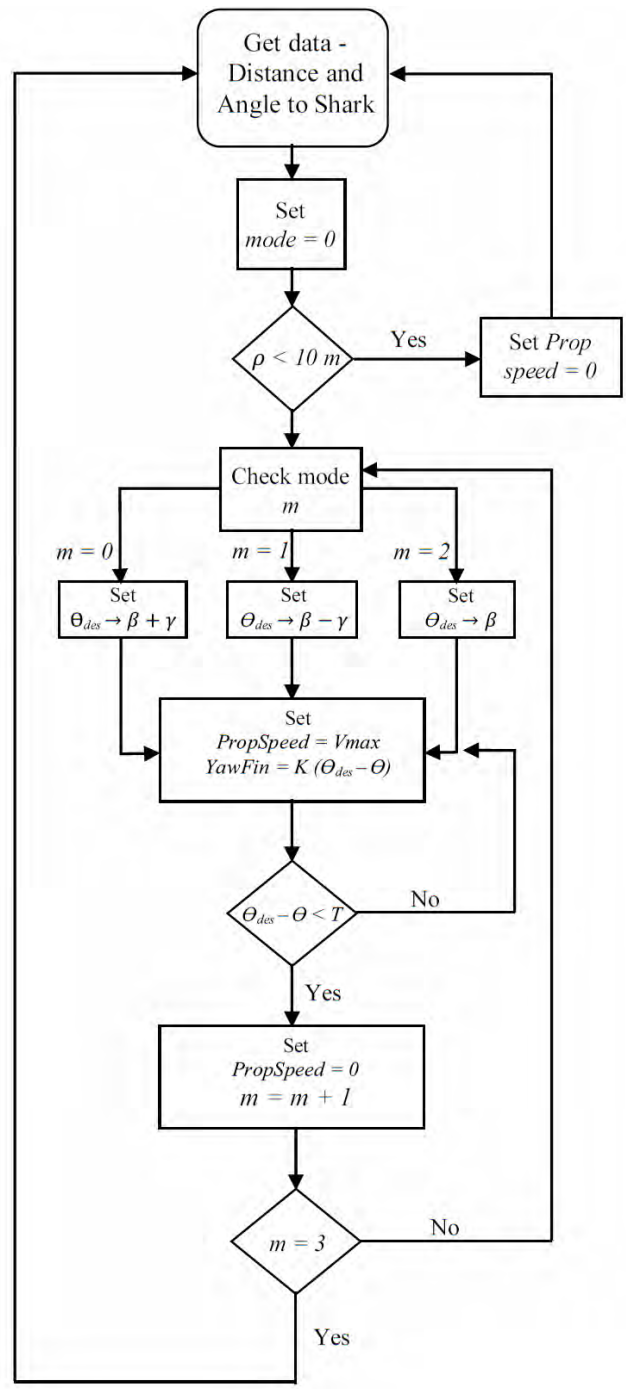 Get data -
Distance and
Angle to Shark
Set
mode = 0
ρ < 10 m
Yes
Set Prop
speed = 0
Check mode
m
m = 0
m = 1
m = 2
Set
Θdes → β + γ
Set
Θdes → β − γ
Set
Θdes → β
Set
PropSpeed = Vmax
YawFin = K (Θdes – Θ)
Θdes – Θ < T
No
Yes
Set
PropSpeed = 0
m = m + 1
m = 3
No
Yes